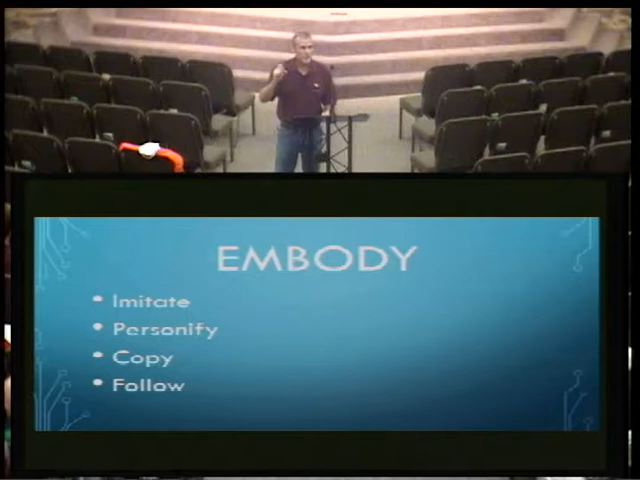 EMBODY
• Imitate
• Personify
• Copy
• Follow